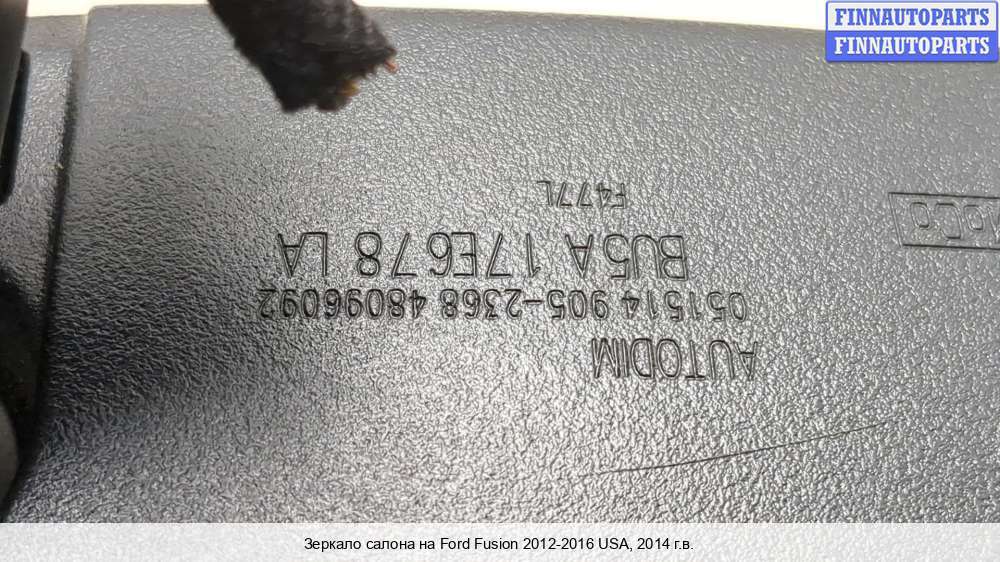 FINNAUTOPARTS
FINNAUTOPARTS
AUTODIM
051514 905-2368 48096092
BU5A 17E678 LA
F477L
Зеркало салона на Ford Fusion 2012-2016 USA, 2014 г.в.